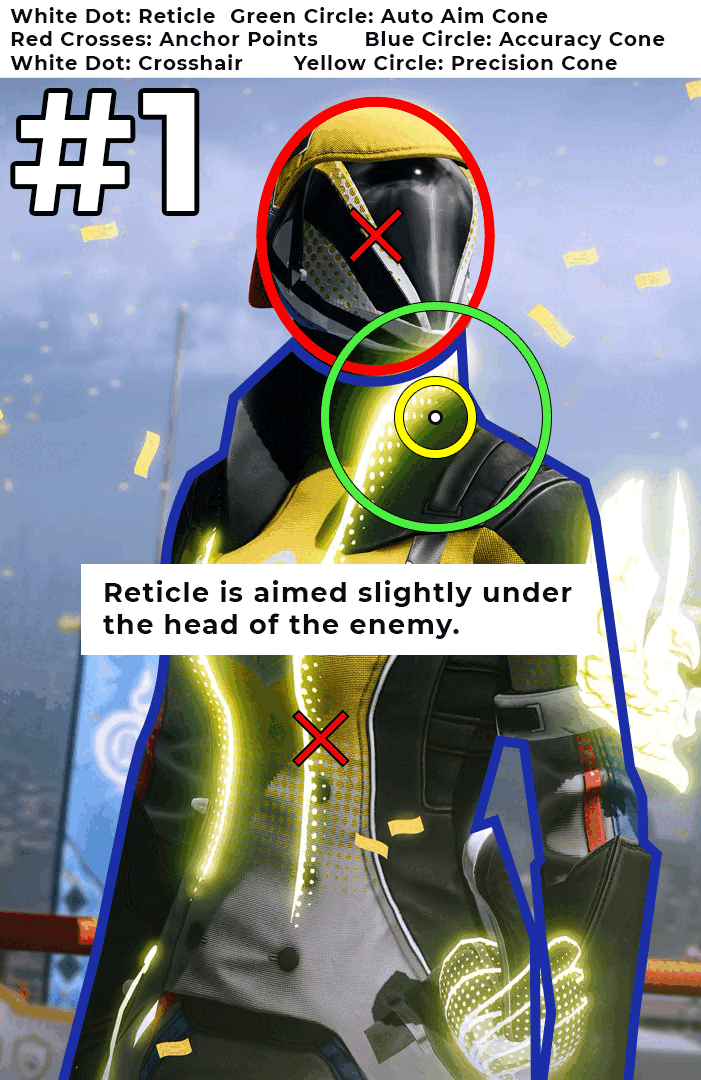 White Dot: Reticle  Green Circle: Auto Aim Cone
Red Crosses: Anchor Points  Blue Circle: Accuracy Cone
White Dot: Crosshair  Yellow Circle: Precision Cone
#1
Reticle is aimed slightly under
the head of the enemy.